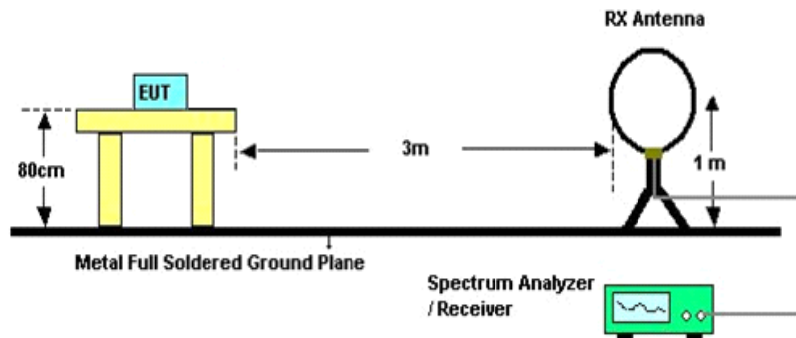 RX Antenna
EUT
80cm
3m
1 m
Metal Full Soldered Ground Plane
Spectrum Analyzer
/ Receiver